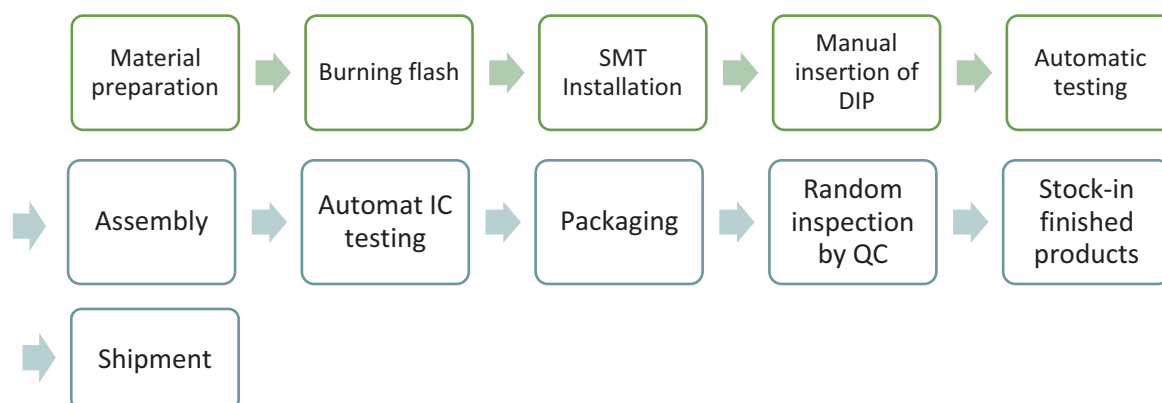 Material
preparation
Burning flash
SMT
Installation
Manual
insertion of
DIP
Automatic
testing
Assembly
Automat IC
testing
Packaging
Random
inspection
by QC
Stock-in
finished
products
Shipment